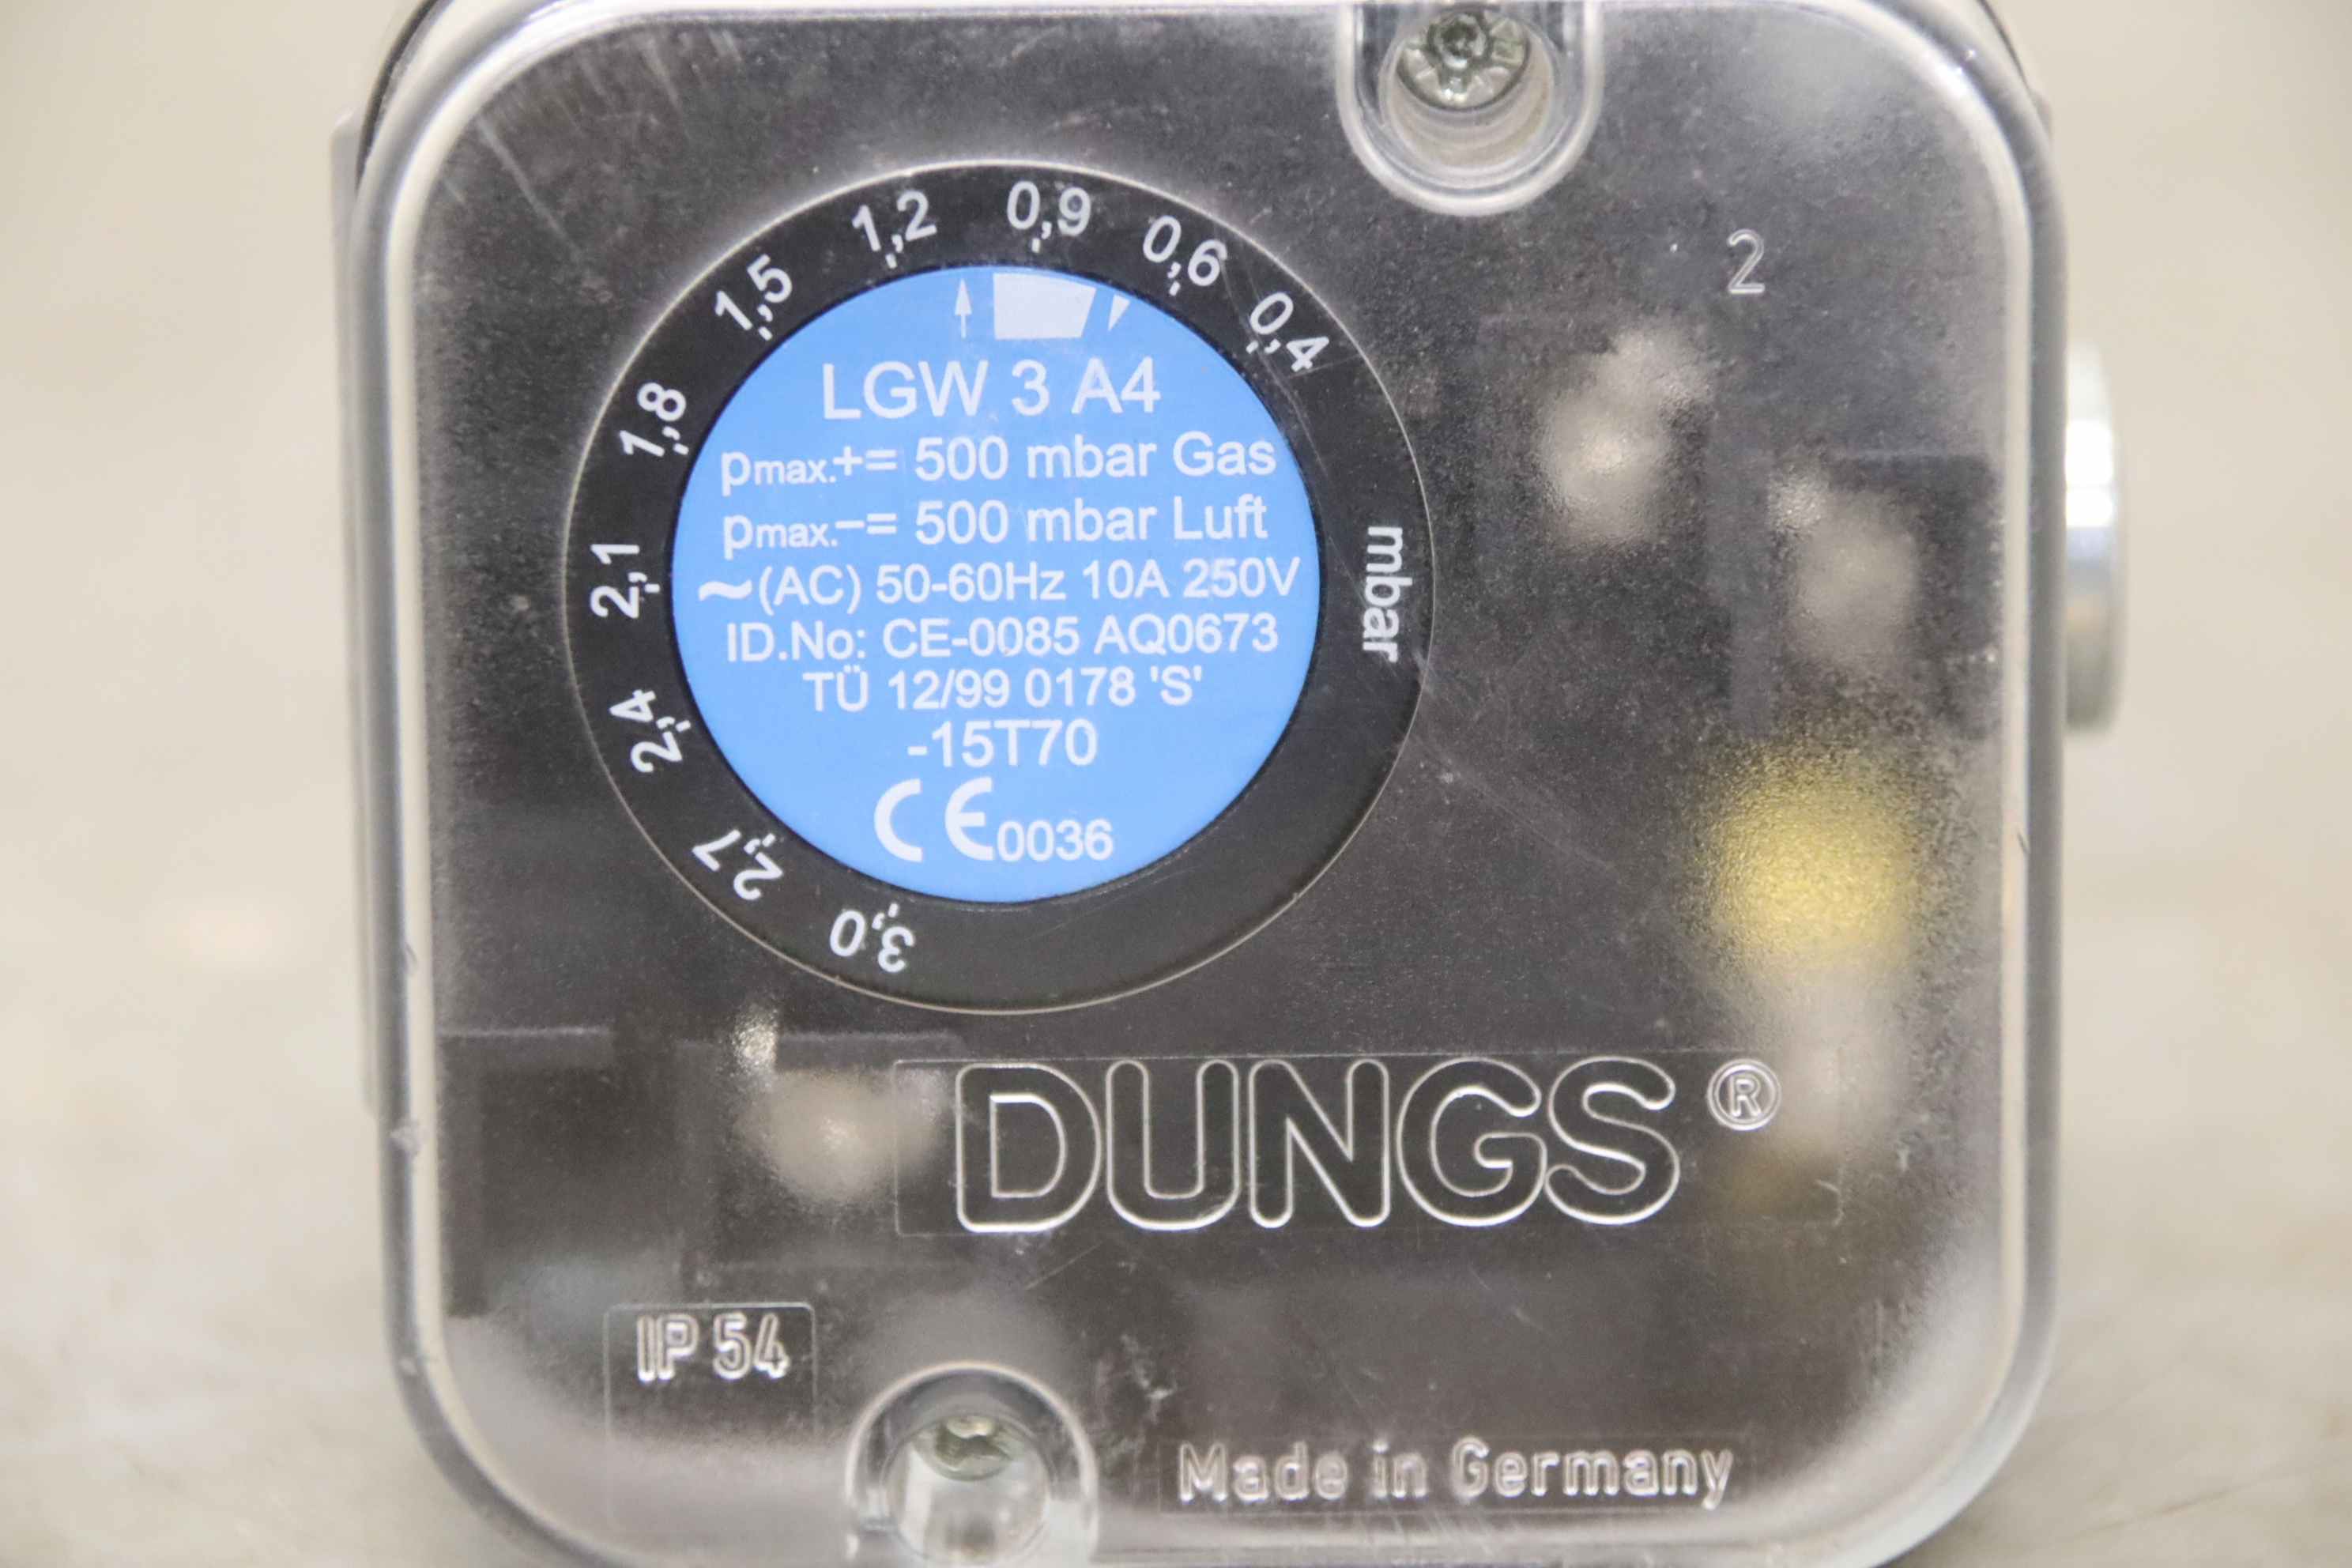 2
0,4
0,6
0,9
1,2
1,5
1,8
2,1
2,4
2,7
3,0
mbar
LGW 3 A4
pmax.+= 500 mbar Gas
pmax.−= 500 mbar Luft
~(AC) 50-60Hz 10A 250V
ID.No: CE-0085 AQ0673
TÜ 12/99 0178 'S'
-15T70
CE0036
DUNGS®
IP 54
Made in Germany